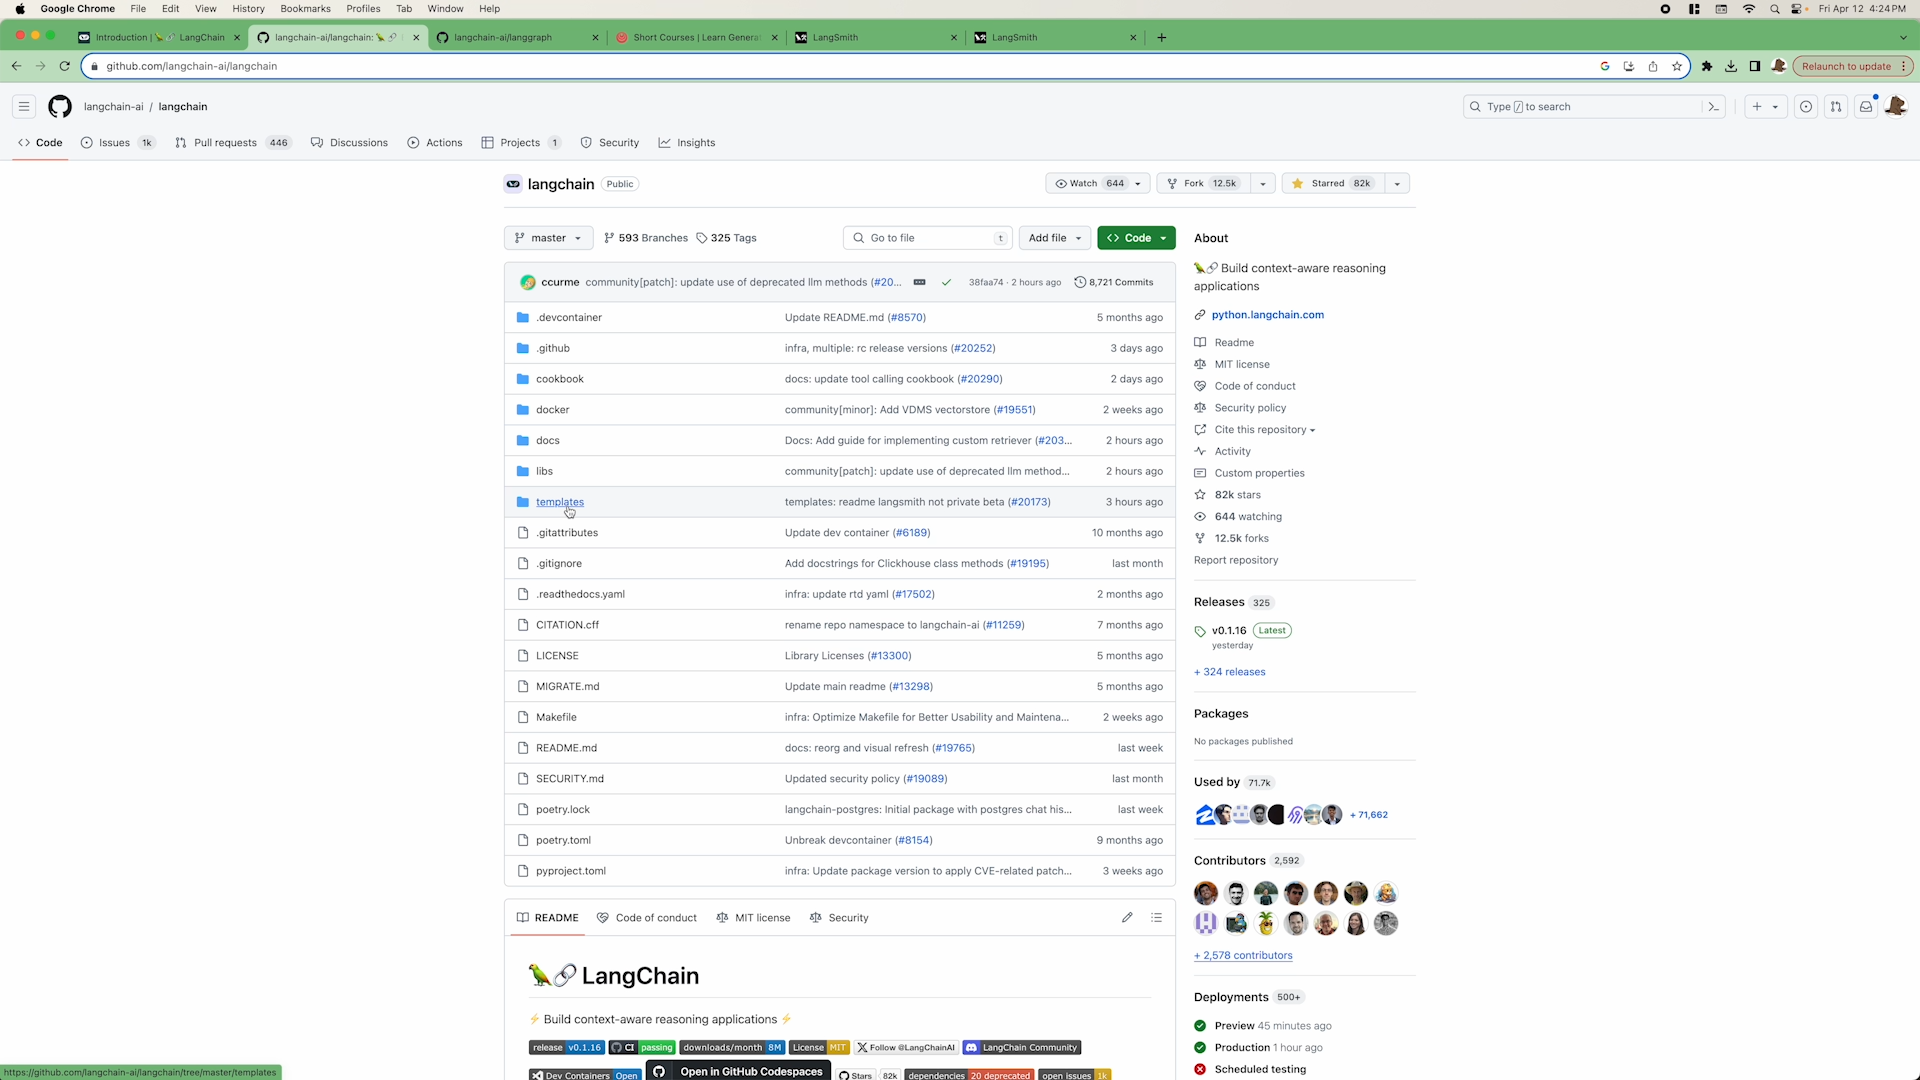 Google Chrome File Edit View History Bookmarks Profiles Tab Window Help Fri Apr 12 4:24 PM
Introduction | LangChain langchain-ai/langchain: langchain-ai/langgraph Short Courses | Learn Genera LangSmith LangSmith
github.com/langchain-ai/langchain Relaunch to update
langchain-ai / langchain Type / to search
Code Issues 1k Pull requests 446 Discussions Actions Projects 1 Security Insights
langchain Public Watch 644 Fork 12.5k Starred 82k
master 593 Branches 325 Tags Go to file t Add file Code
ccurme community[patch]: update use of deprecated llm methods (#20... 38faa74 · 2 hours ago 8,721 Commits
.devcontainer Update README.md (#8570) 5 months ago
.github infra, multiple: rc release versions (#20252) 3 days ago
cookbook docs: update tool calling cookbook (#20290) 2 days ago
docker community[minor]: Add VDMS vectorstore (#19551) 2 weeks ago
docs Docs: Add guide for implementing custom retriever (#203... 2 hours ago
libs community[patch]: update use of deprecated llm method... 2 hours ago
templates templates: readme langsmith not private beta (#20173) 3 hours ago
.gitattributes Update dev container (#6189) 10 months ago
.gitignore Add docstrings for Clickhouse class methods (#19195) last month
.readthedocs.yaml infra: update rtd yaml (#17502) 2 months ago
CITATION.cff rename repo namespace to langchain-ai (#11259) 7 months ago
LICENSE Library Licenses (#13300) 5 months ago
MIGRATE.md Update main readme (#13298) 5 months ago
Makefile infra: Optimize Makefile for Better Usability and Maintena... 2 weeks ago
README.md docs: reorg and visual refresh (#19765) last week
SECURITY.md Updated security policy (#19089) last month
poetry.lock langchain-postgres: Initial package with postgres chat his... last week
poetry.toml Unbreak devcontainer (#8154) 9 months ago
pyproject.toml infra: Update package version to apply CVE-related patch... 3 weeks ago
README Code of conduct MIT license Security
LangChain
⚡ Build context-aware reasoning applications ⚡
release v0.1.16 CI passing downloads/month 8M License MIT Follow @LangChainAI LangChain Community
Dev Containers Open Open in GitHub Codespaces Stars 82k dependencies 20 deprecated open issues 1k
About
Build context-aware reasoning
applications
python.langchain.com
Readme
MIT license
Code of conduct
Security policy
Cite this repository
Activity
Custom properties
82k stars
644 watching
12.5k forks
Report repository
Releases 325
v0.1.16 Latest
yesterday
+ 324 releases
Packages
No packages published
Used by 71.7k
+ 71,662
Contributors 2,592
+ 2,578 contributors
Deployments 500+
Preview 45 minutes ago
Production 1 hour ago
Scheduled testing
https://github.com/langchain-ai/langchain/tree/master/templates